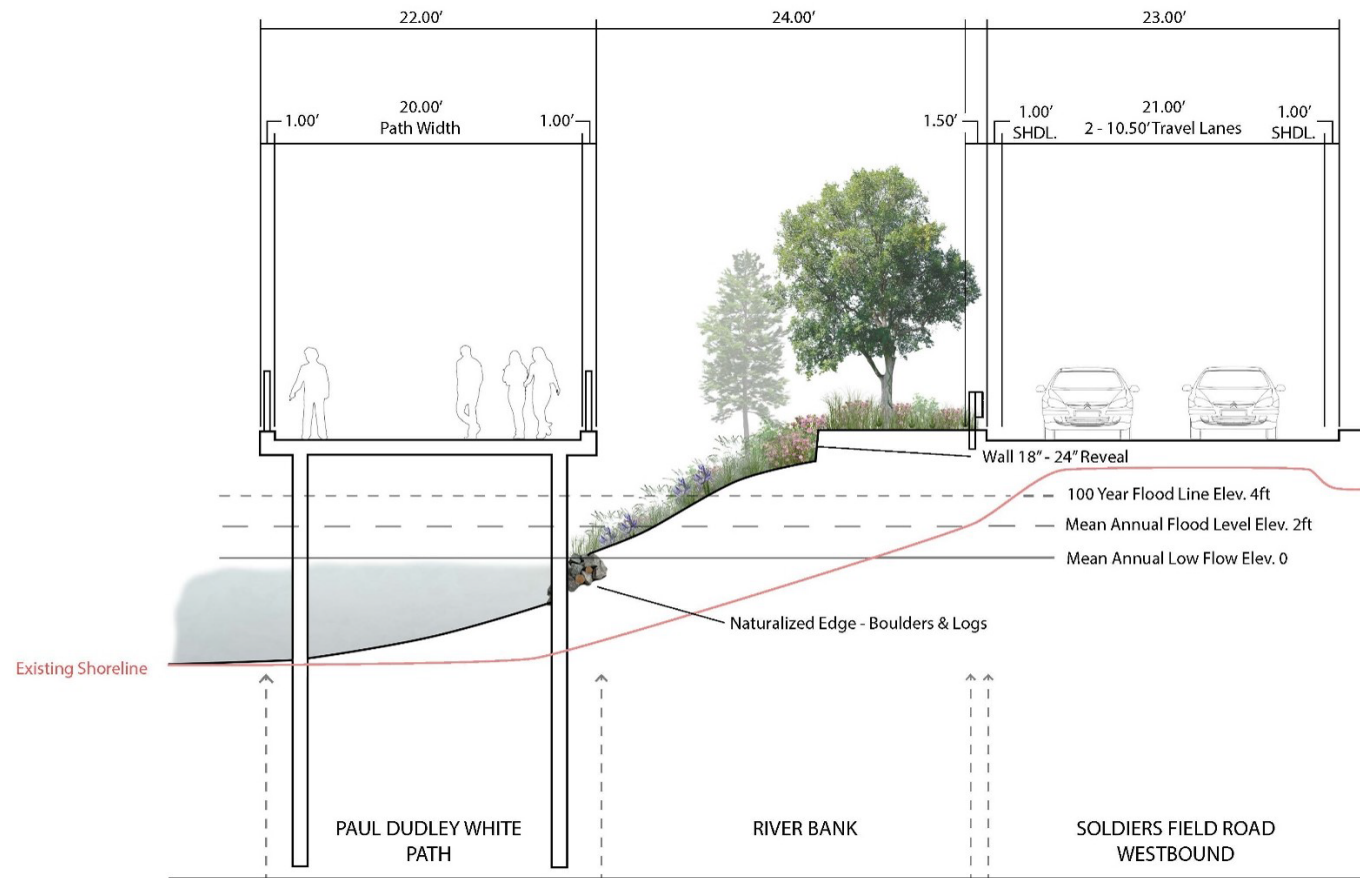 22.00’
24.00’
23.00’
1.00’
20.00’
Path Width
1.00’
1.50’
1.00’
SHDL.
21.00’
2 - 10.50’ Travel Lanes
1.00’
SHDL.
Wall 18” - 24” Reveal
100 Year Flood Line Elev. 4ft
Mean Annual Flood Level Elev. 2ft
Mean Annual Low Flow Elev. 0
Naturalized Edge - Boulders & Logs
Existing Shoreline
PAUL DUDLEY WHITE
PATH
RIVER BANK
SOLDIERS FIELD ROAD
WESTBOUND